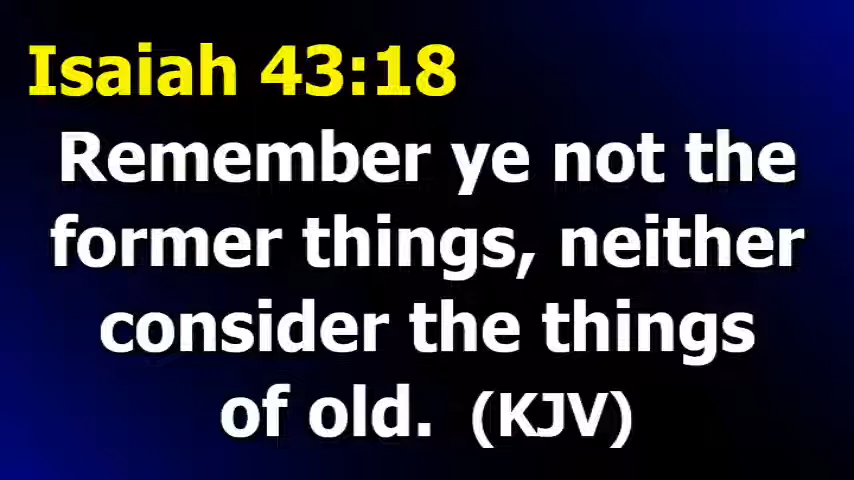 Isaiah 43:18
Remember ye not the
former things, neither
consider the things
of old. (KJV)